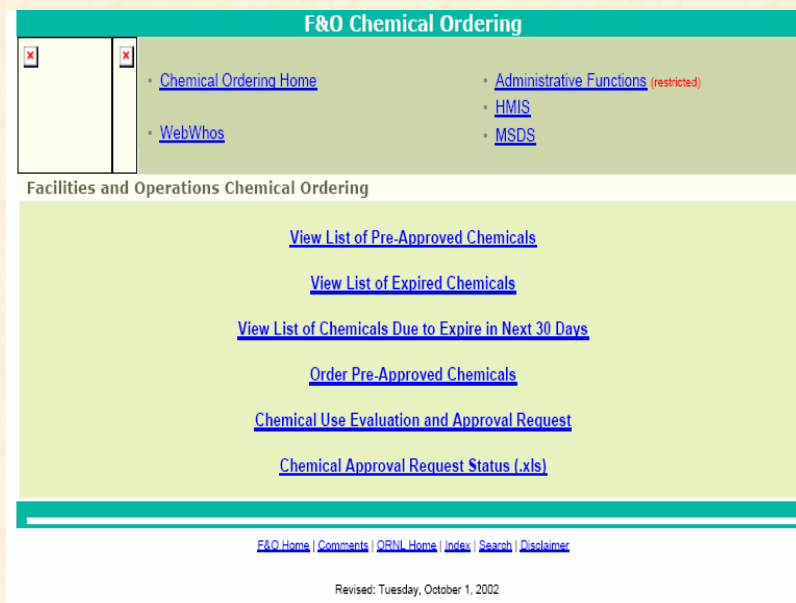 F&O Chemical Ordering
Chemical Ordering Home
Administrative Functions (restricted)
HMIS
WebWhos
MSDS
Facilities and Operations Chemical Ordering
View List of Pre-Approved Chemicals
View List of Expired Chemicals
View List of Chemicals Due to Expire in Next 30 Days
Order Pre-Approved Chemicals
Chemical Use Evaluation and Approval Request
Chemical Approval Request Status (.xls)
F&O Home | Comments | ORNL Home | Index | Search | Disclaimer
Revised: Tuesday, October 1, 2002